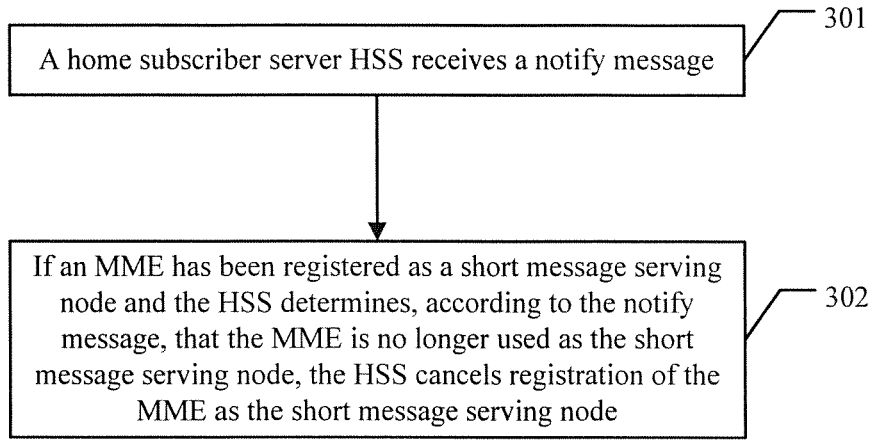 A home subscriber server HSS receives a notify message
301
If an MME has been registered as a short message serving
node and the HSS determines, according to the notify
message, that the MME is no longer used as the short
message serving node, the HSS cancels registration of the
MME as the short message serving node
302